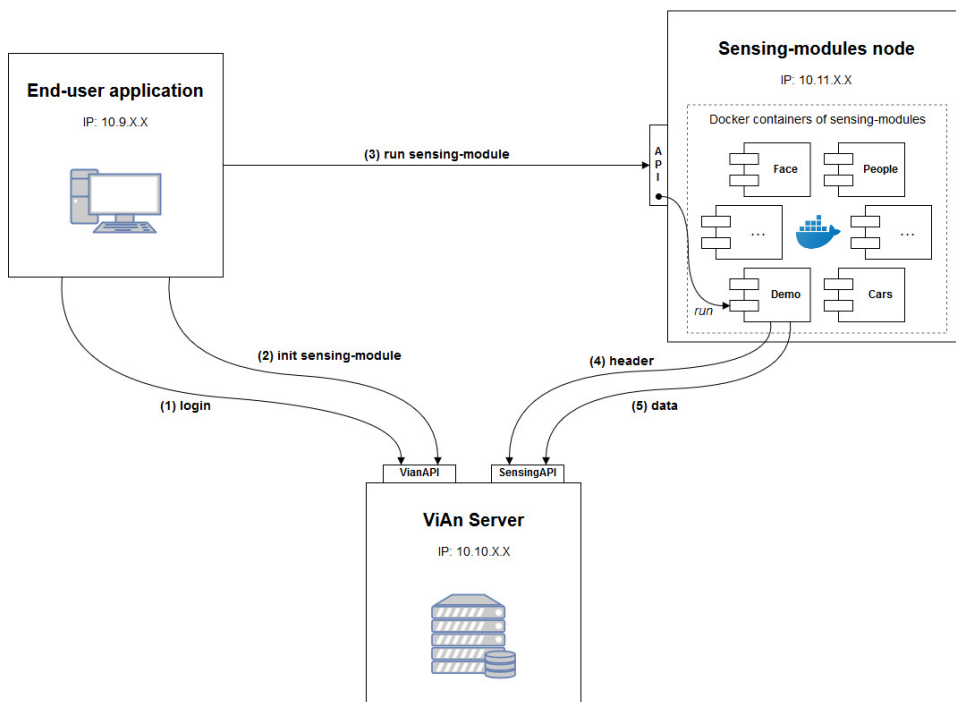 Sensing-modules node
IP: 10.11.X.X
End-user application
IP: 10.9.X.X
Docker containers of sensing-modules
(3) run sensing-module
API
Face
People
...
...
Demo
Cars
run
(2) init sensing-module
(4) header
(1) login
(5) data
VianAPI
SensingAPI
ViAn Server
IP: 10.10.X.X